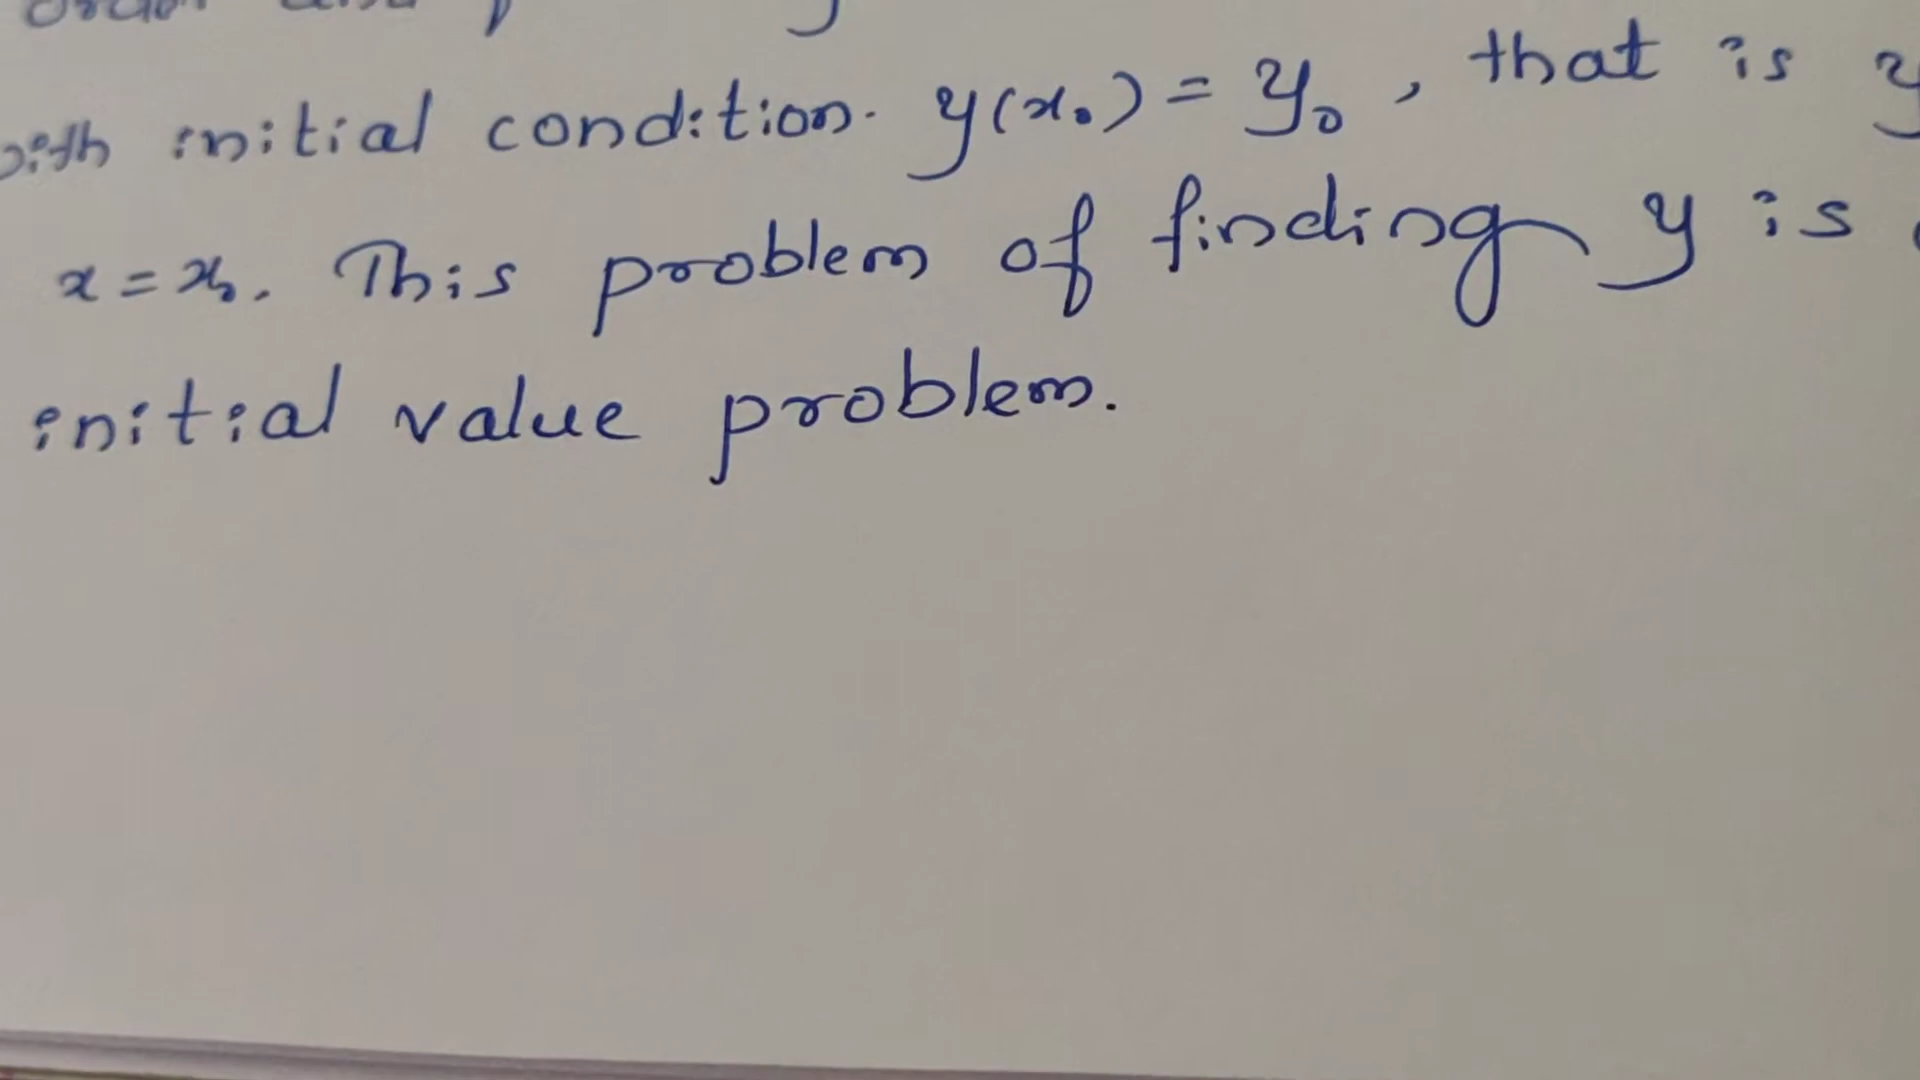 with initial condition. y(x₀) = y₀, that is y
x = x₀. This problem of finding y is
initial value problem.